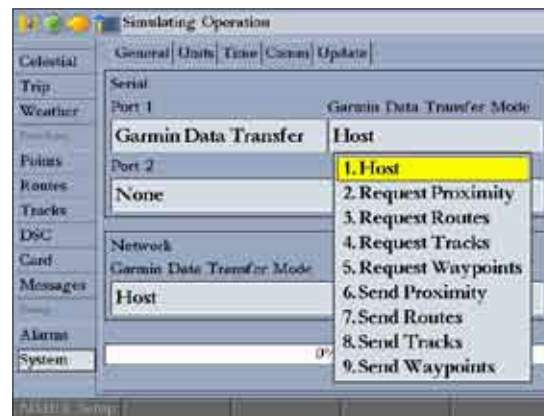 Simulating Operation
General Units Time Comm Update
Celestial
Trip
Weather
Points
Routes
Tracks
DSC
Card
Messages
Alarms
System
Serial
Port 1
Garmin Data Transfer Mode
Garmin Data Transfer
Host
Port 2
None
1. Host
2. Request Proximity
3. Request Routes
4. Request Tracks
5. Request Waypoints
6. Send Proximity
7. Send Routes
8. Send Tracks
9. Send Waypoints
Network
Garmin Data Transfer Mode
Host
0%
NMEA Setup